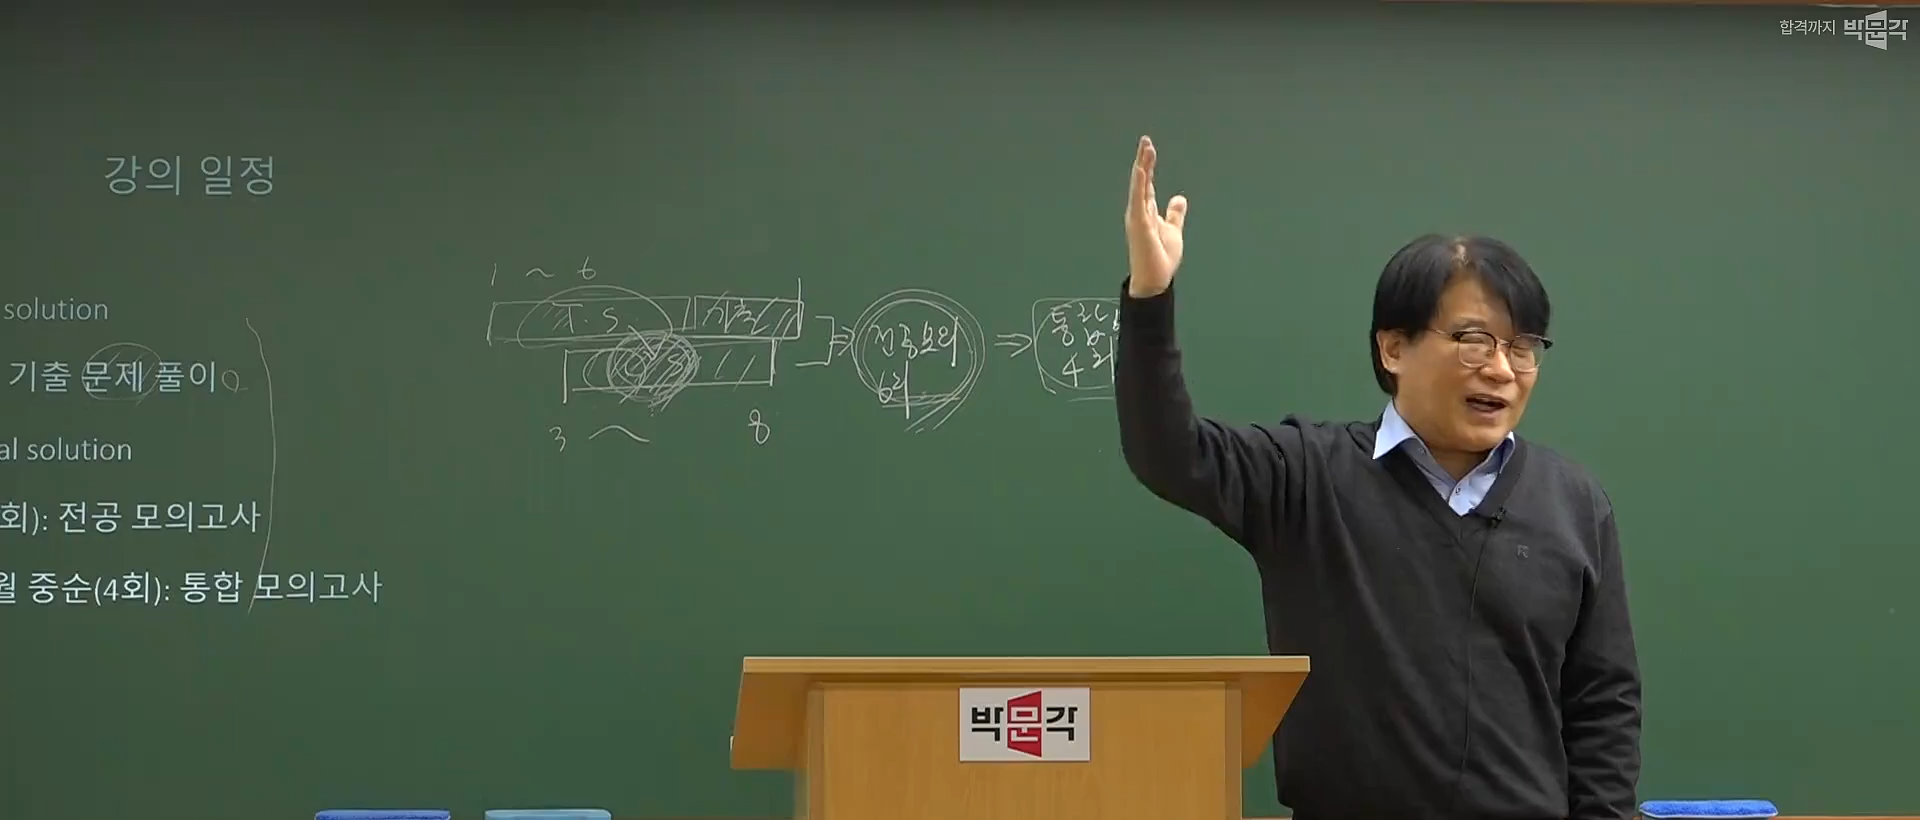 합격까지 박문각
강의 일정
solution
기출 문제 풀이
al solution
회): 전공 모의고사
월 중순(4회): 통합 모의고사
1 ~ 6
T.S 기출
3 ~ 8
전공모의
6회
통합
4회
박문각